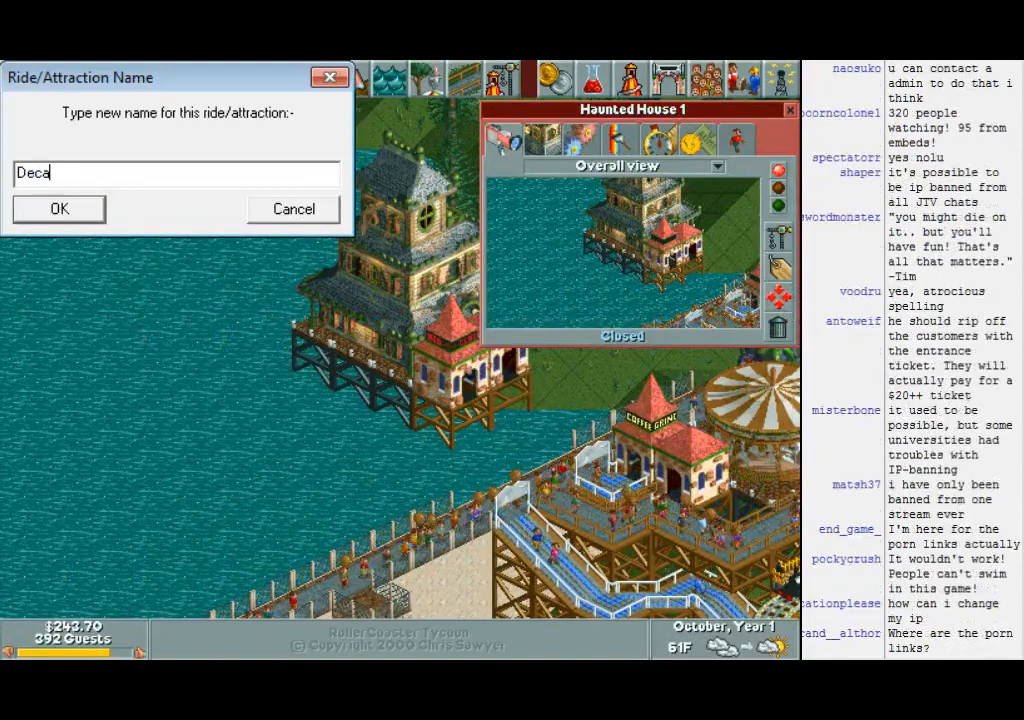 Ride/Attraction Name
Type new name for this ride/attraction:-
Deca
OK
Cancel
Haunted House 1
Overall view
Closed
COFFEE GRIND
$243.70
392 Guests
RollerCoaster Tycoon
(c) Copyright 2000 Chris Sawyer
October, Year 1
61F
naosuko u can contact a
admin to do that i
think
corncolonel 320 people
watching! 95 from
embeds!
spectatorr yes nolu
shaper it's possible to
be ip banned from
all JTV chats
swordmonster "you might die on
it.. but you'll
have fun! That's
all that matters."
-Tim
voodru yea, atrocious
spelling
antoweif he should rip off
the customers with
the entrance
ticket. They will
actually pay for a
$20++ ticket
misterbone it used to be
possible, but some
universities had
troubles with
IP-banning
matsh37 i have only been
banned from one
stream ever
end_game_ I'm here for the
porn links actually
pockycrush It wouldn't work!
People can't swim
in this game!
ationplease how can i change
my ip
and__althor Where are the porn
links?